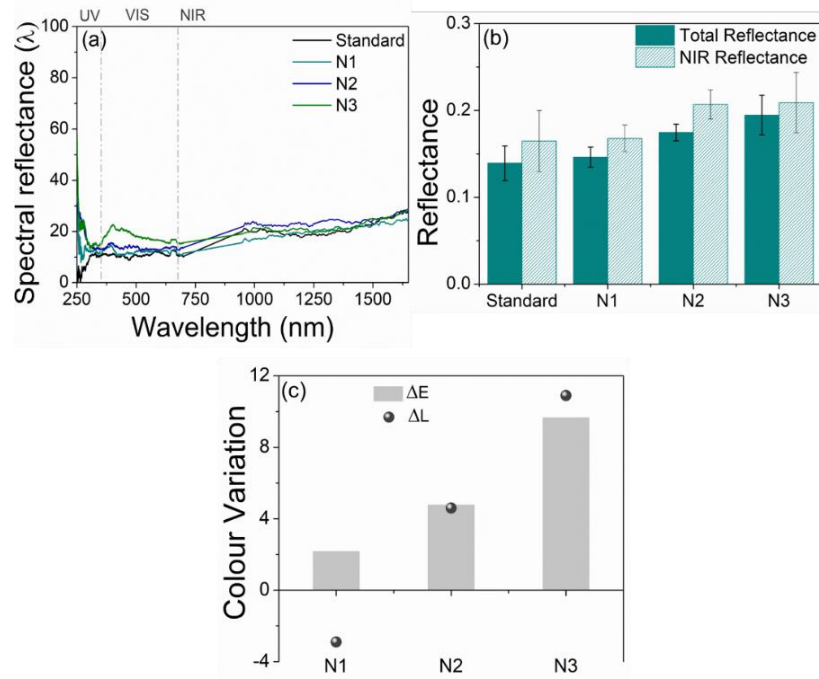 UV VIS NIR
(a)
Standard
N1
N2
N3
Spectral reflectance (λ)
100
80
60
40
20
0
250 500 750 1000 1250 1500
Wavelength (nm)
(b)
Total Reflectance
NIR Reflectance
Reflectance
0.3
0.2
0.1
0.0
Standard N1 N2 N3
(c)
ΔE
ΔL
Colour Variation
12
8
4
0
-4
N1 N2 N3